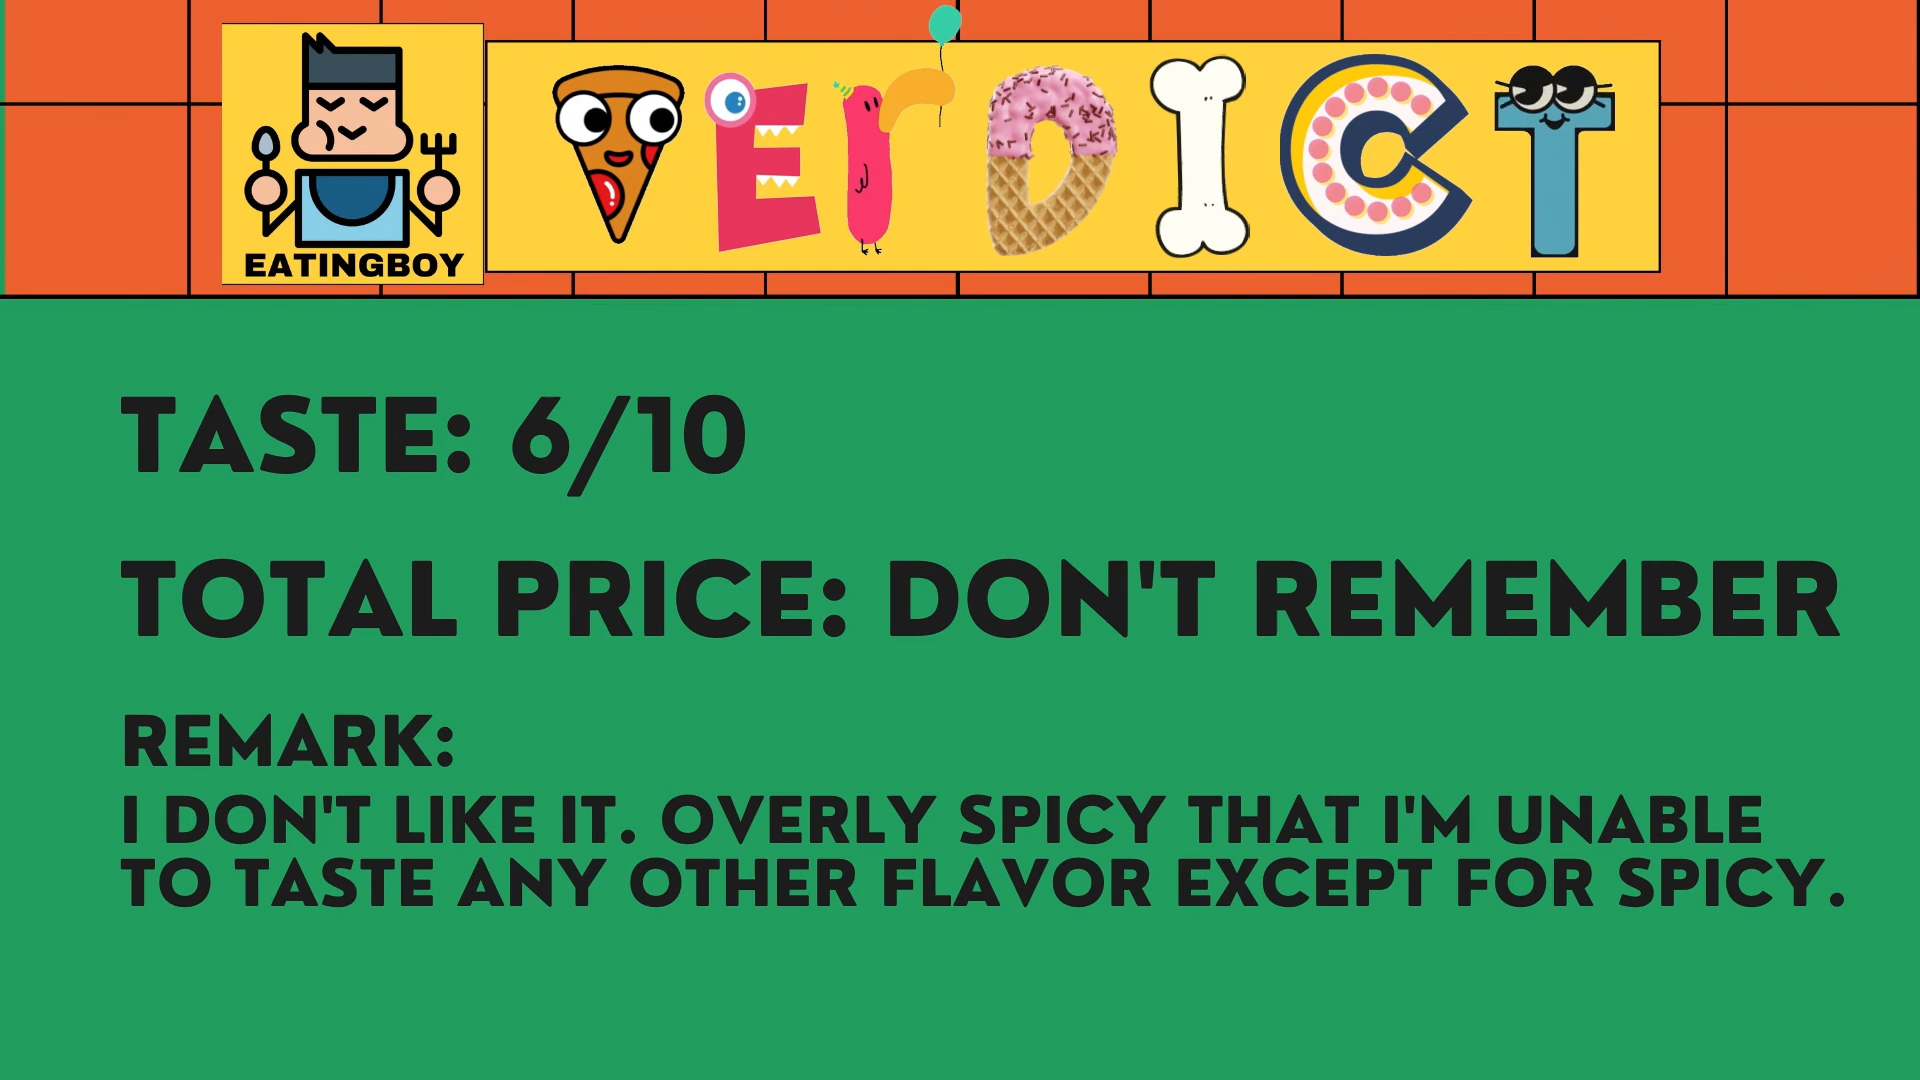 EATINGBOY
VErDICT
TASTE: 6/10
TOTAL PRICE: DON'T REMEMBER
REMARK:
I DON'T LIKE IT. OVERLY SPICY THAT I'M UNABLE
TO TASTE ANY OTHER FLAVOR EXCEPT FOR SPICY.